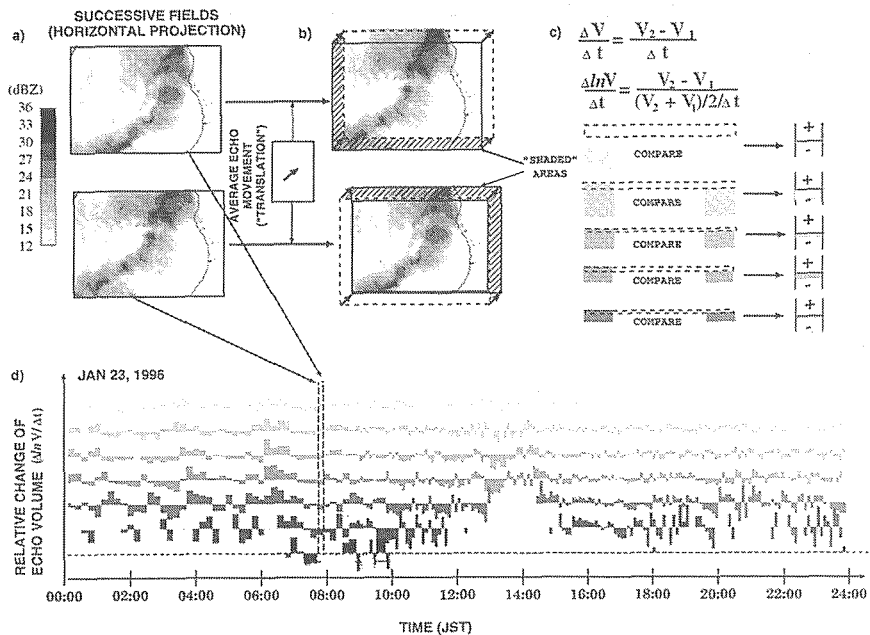 a)
SUCCESSIVE FIELDS
(HORIZONTAL PROJECTION)
(dBZ)
36
33
30
27
24
21
18
15
12
AVERAGE ECHO
MOVEMENT
("TRANSLATION")
b)
"SHADED"
AREAS
c)
ΔV/Δt = (V₂ - V₁)/Δt
ΔlnV/Δt = (V₂ - V₁)/((V₂ + V₁)/2/Δt)
COMPARE
+
-
COMPARE
+
-
COMPARE
+
-
COMPARE
+
-
COMPARE
+
-
d)
JAN 23, 1996
RELATIVE CHANGE OF
ECHO VOLUME (Δln V/Δt)
00:00 02:00 04:00 06:00 08:00 10:00 12:00 14:00 16:00 18:00 20:00 22:00 24:00
TIME (JST)